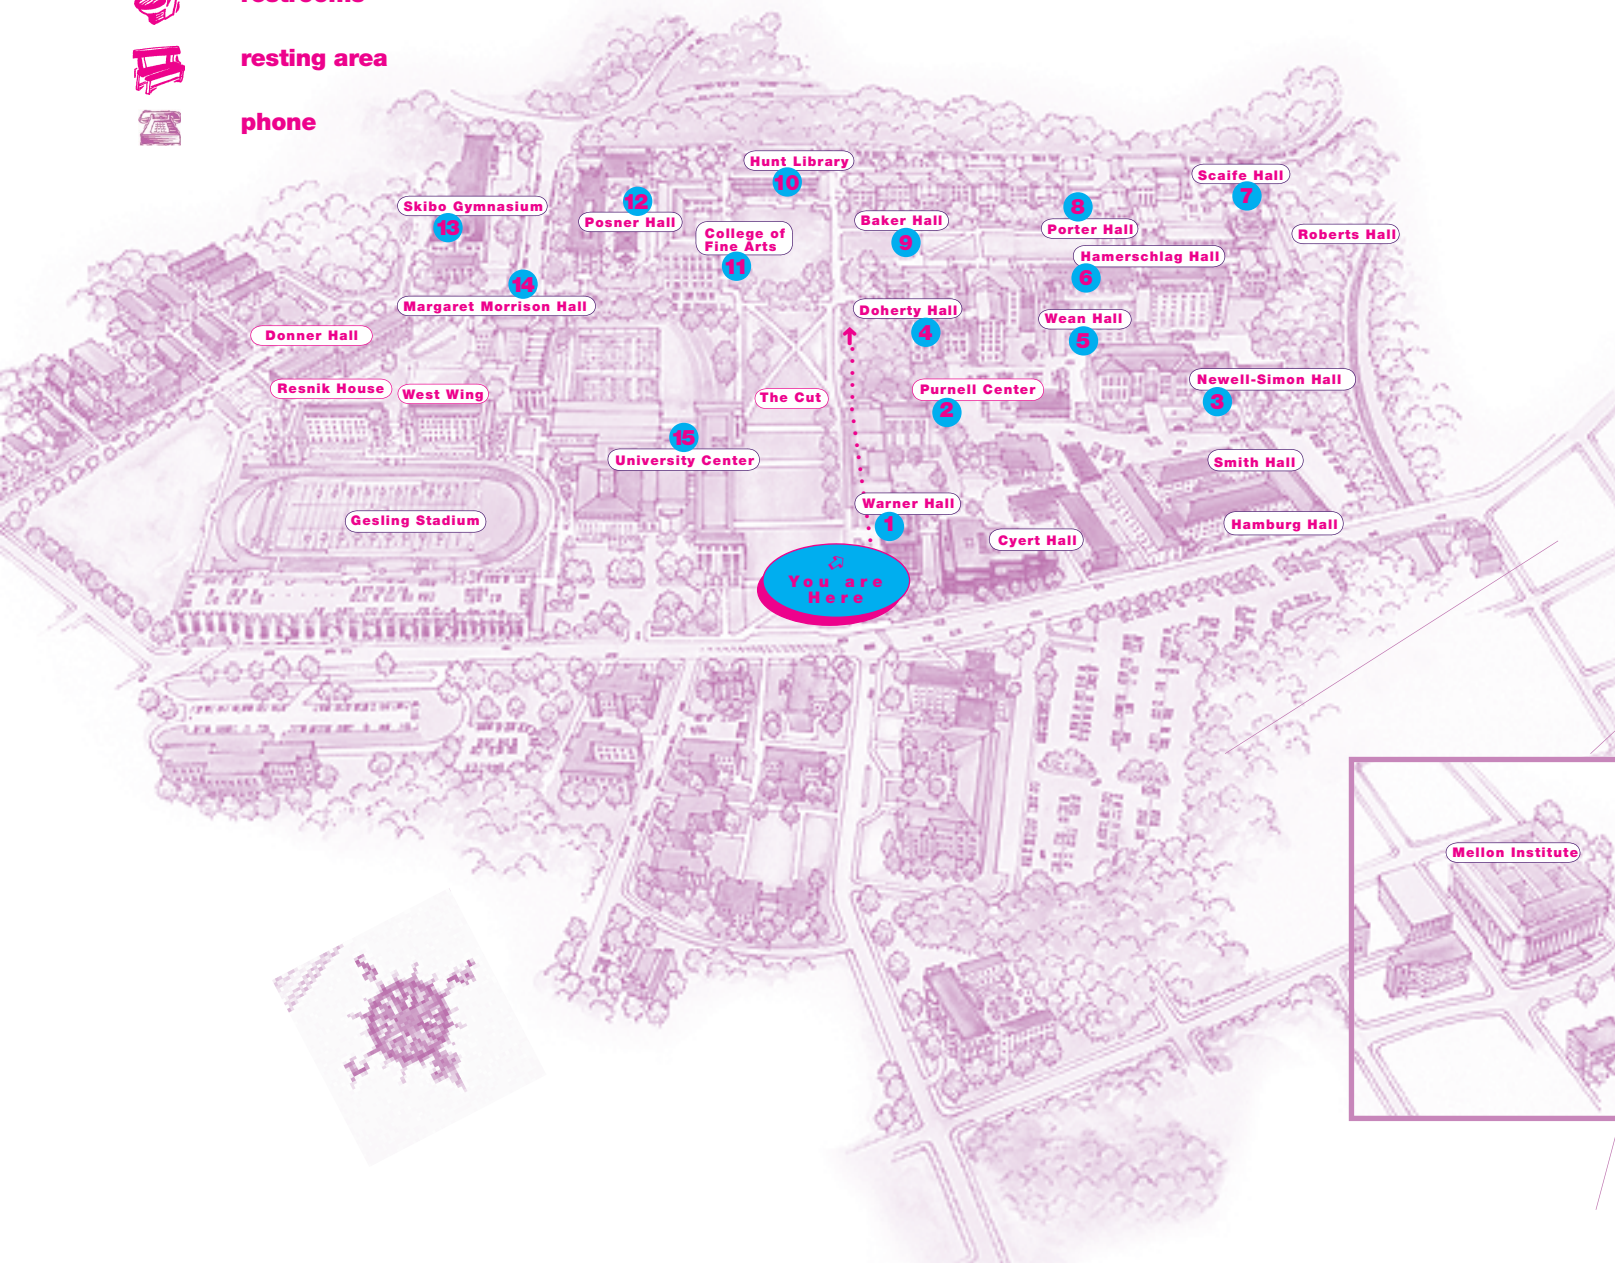 restrooms
resting area
phone
Hunt Library
10
Scaife Hall
7
Skibo Gymnasium
13
12
Posner Hall
8
Porter Hall
Baker Hall
9
College of
Fine Arts
11
Roberts Hall
Hamerschlag Hall
6
14
Margaret Morrison Hall
Doherty Hall
4
Wean Hall
5
Donner Hall
Resnik House
West Wing
The Cut
Purnell Center
2
Newell-Simon Hall
3
15
University Center
Smith Hall
Gesling Stadium
Warner Hall
1
Cyert Hall
Hamburg Hall
You are
Here
Mellon Institute